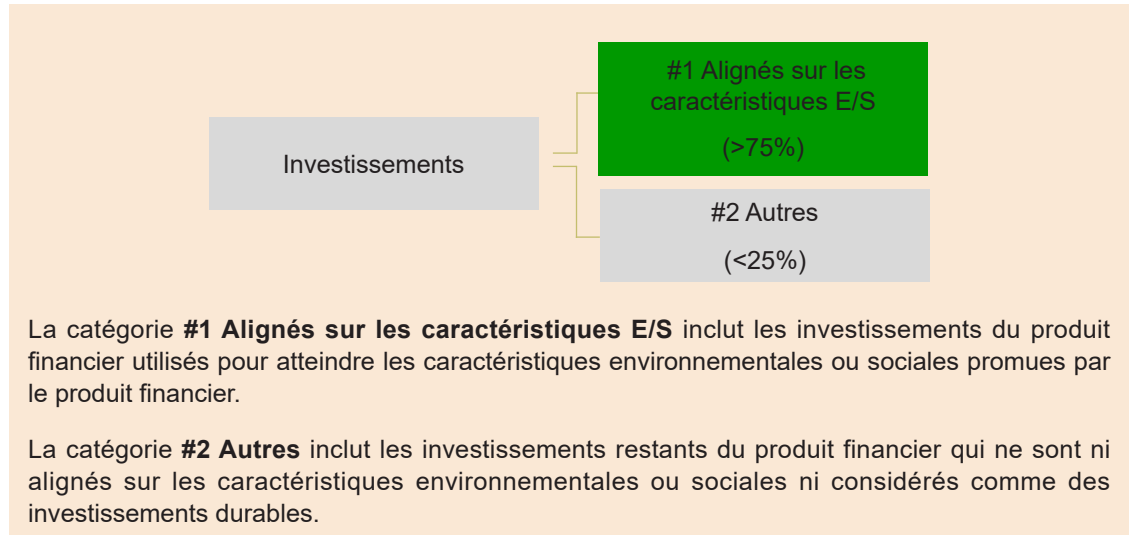 #1 Alignés sur les
caractéristiques E/S
(>75%)
Investissements
#2 Autres
(<25%)
La catégorie #1 Alignés sur les caractéristiques E/S inclut les investissements du produit
financier utilisés pour atteindre les caractéristiques environnementales ou sociales promues par
le produit financier.
La catégorie #2 Autres inclut les investissements restants du produit financier qui ne sont ni
alignés sur les caractéristiques environnementales ou sociales ni considérés comme des
investissements durables.